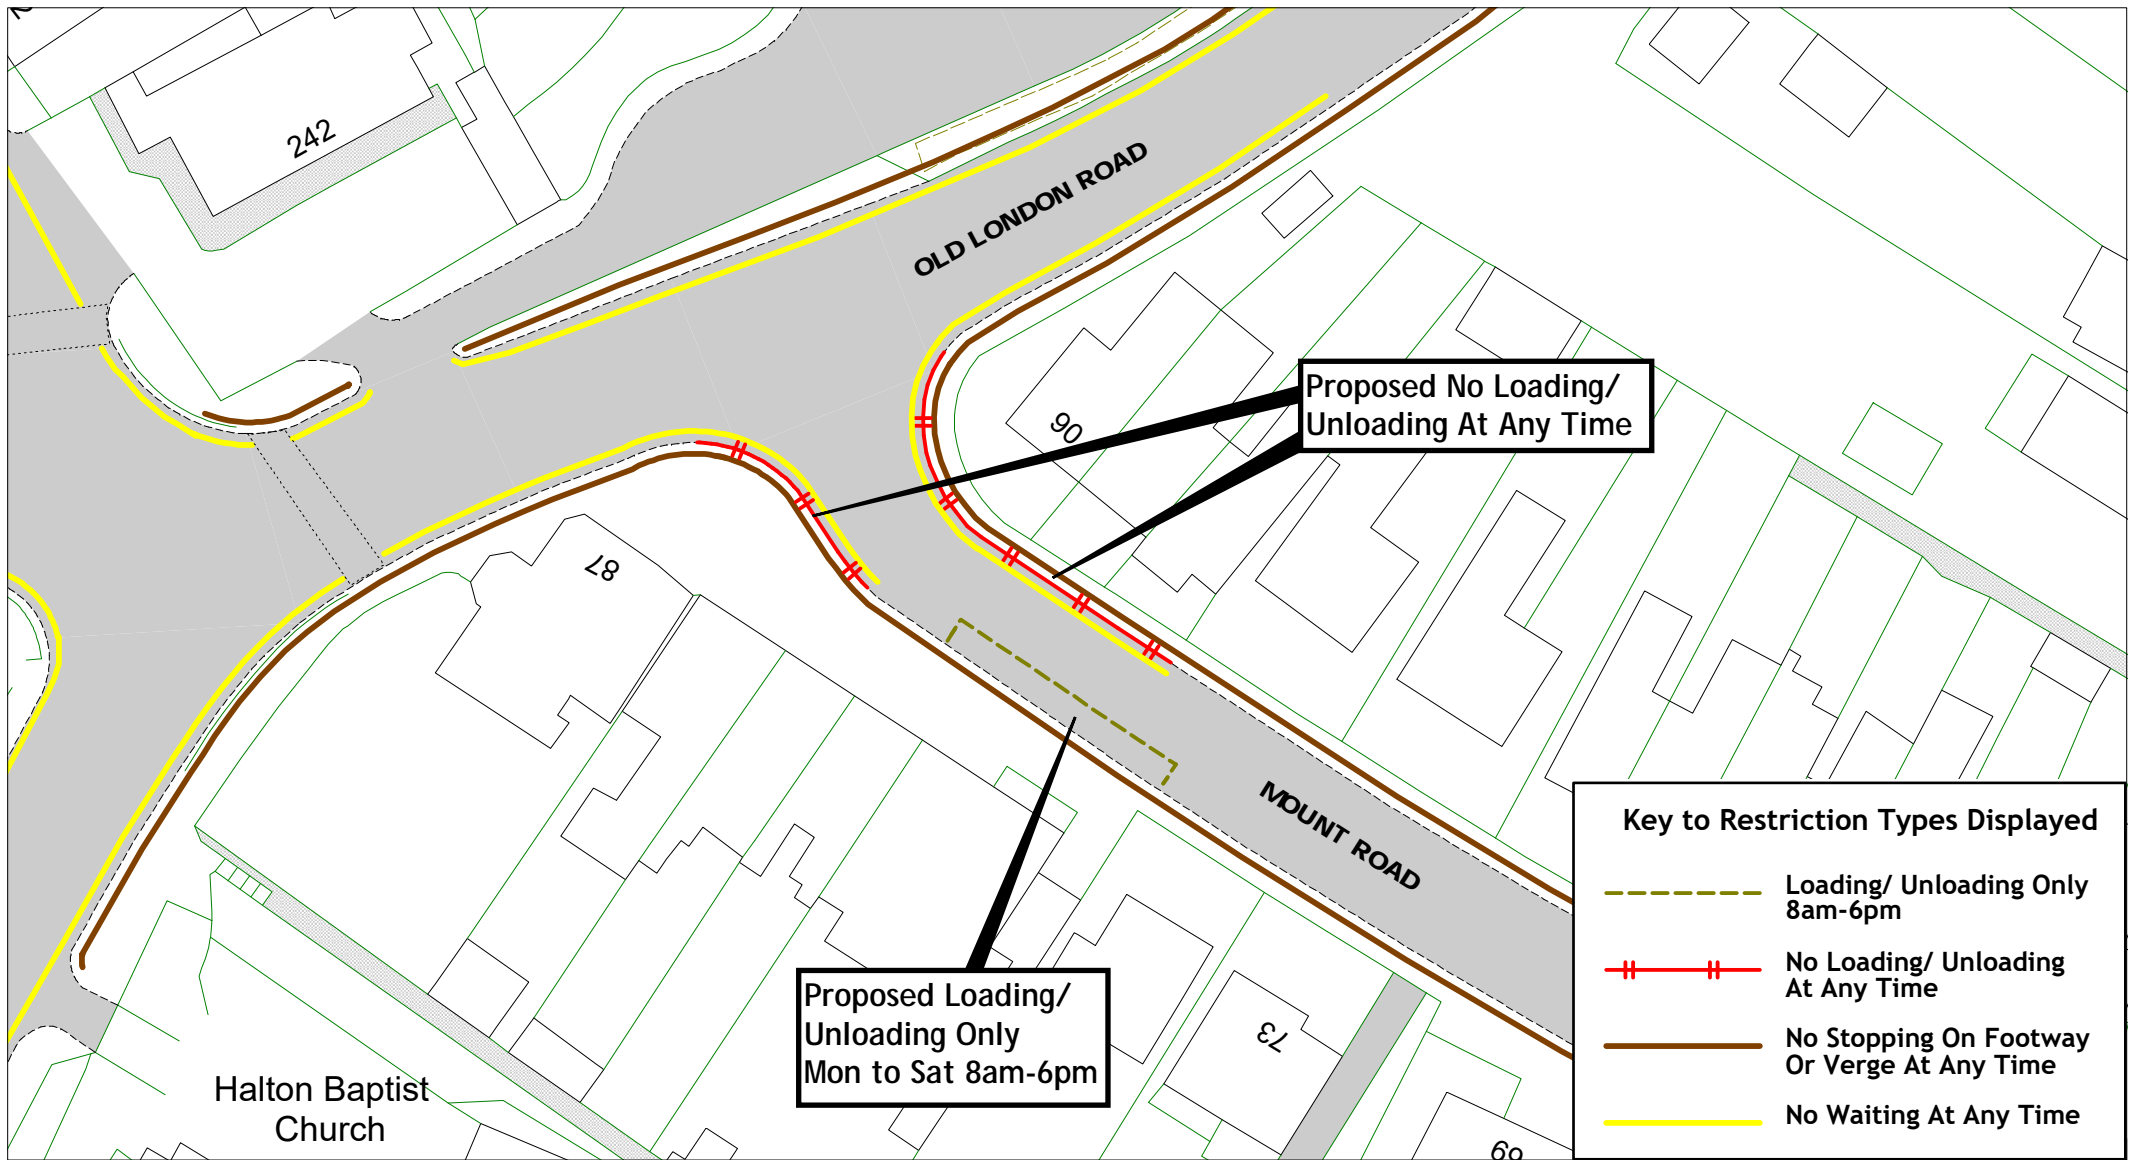 242
OLD LONDON ROAD
Proposed No Loading/
Unloading At Any Time
90
87
MOUNT ROAD
Key to Restriction Types Displayed
Loading/ Unloading Only
8am-6pm
No Loading/ Unloading
At Any Time
No Stopping On Footway
Or Verge At Any Time
No Waiting At Any Time
Proposed Loading/
Unloading Only
Mon to Sat 8am-6pm
73
Halton Baptist
Church
69